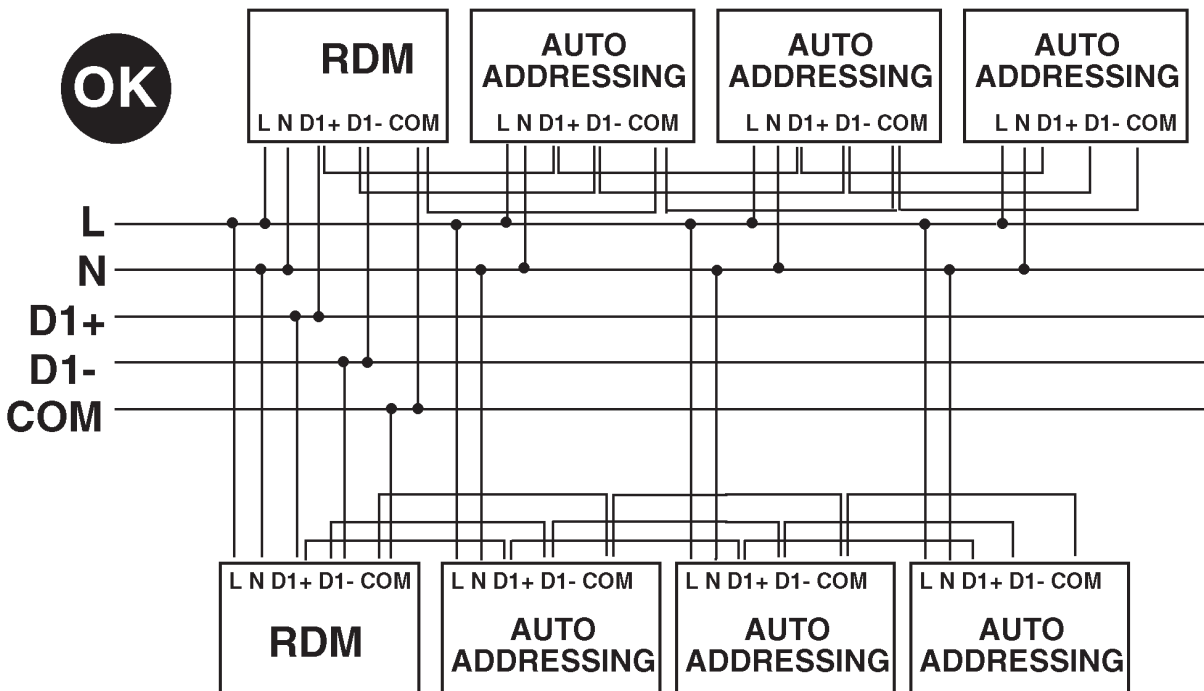 OK
RDM
L N D1+ D1- COM
AUTO
ADDRESSING
L N D1+ D1- COM
AUTO
ADDRESSING
L N D1+ D1- COM
AUTO
ADDRESSING
L N D1+ D1- COM
L
N
D1+
D1-
COM
L N D1+ D1- COM
RDM
L N D1+ D1- COM
AUTO
ADDRESSING
L N D1+ D1- COM
AUTO
ADDRESSING
L N D1+ D1- COM
AUTO
ADDRESSING